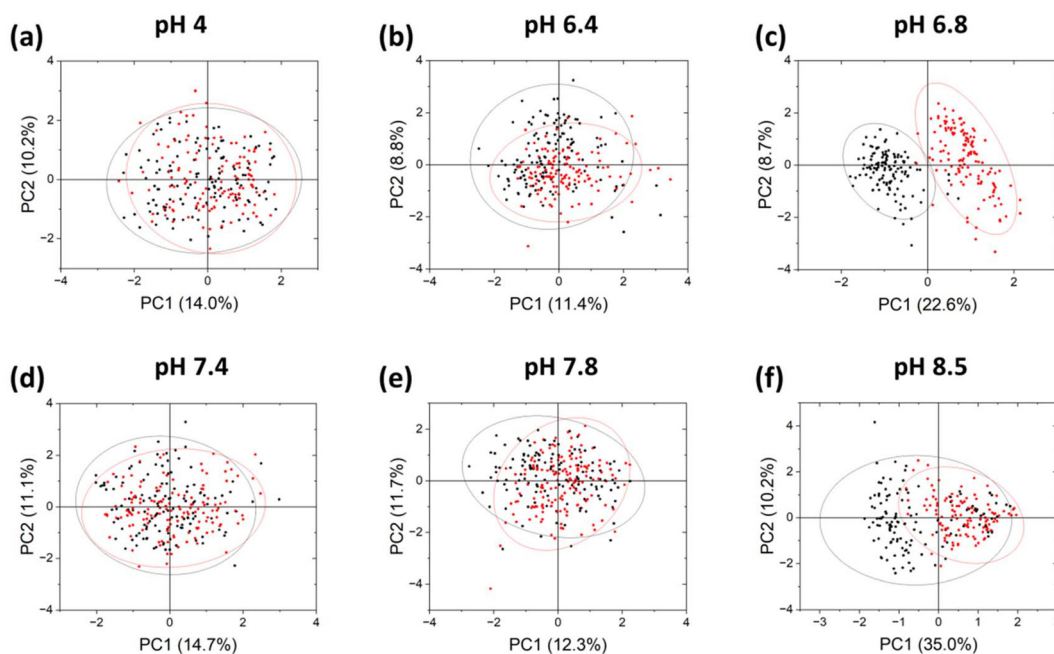 (a) pH 4
4
2
0
−2
−4 −2 0 2 4
PC2 (10.2%)
PC1 (14.0%)
(b) pH 6.4
4
2
0
−2
−4
−4 −2 0 2 4
PC2 (8.8%)
PC1 (11.4%)
(c) pH 6.8
4
2
0
−2
−4
−2 0 2
PC2 (8.7%)
PC1 (22.6%)
(d) pH 7.4
4
2
0
−2
−4
−2 0 2 4
PC2 (11.1%)
PC1 (14.7%)
(e) pH 7.8
4
2
0
−2
−4
−4 −2 0 2 4
PC2 (11.7%)
PC1 (12.3%)
(f) pH 8.5
4
2
0
−2
−4
−3 −2 −1 0 1 2
PC2 (10.2%)
PC1 (35.0%)